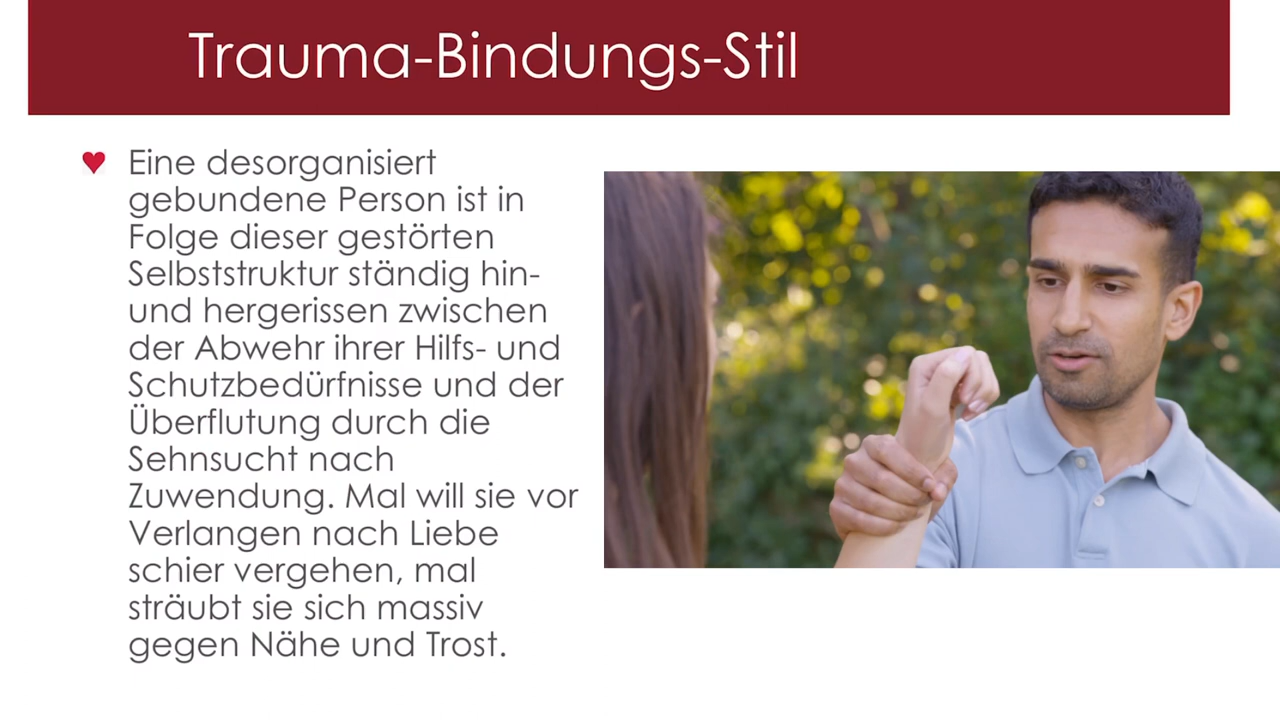 Trauma-Bindungs-Stil
Eine desorganisiert
gebundene Person ist in
Folge dieser gestörten
Selbststruktur ständig hin-
und hergerissen zwischen
der Abwehr ihrer Hilfs- und
Schutzbedürfnisse und der
Überflutung durch die
Sehnsucht nach
Zuwendung. Mal will sie vor
Verlangen nach Liebe
schier vergehen, mal
sträubt sie sich massiv
gegen Nähe und Trost.